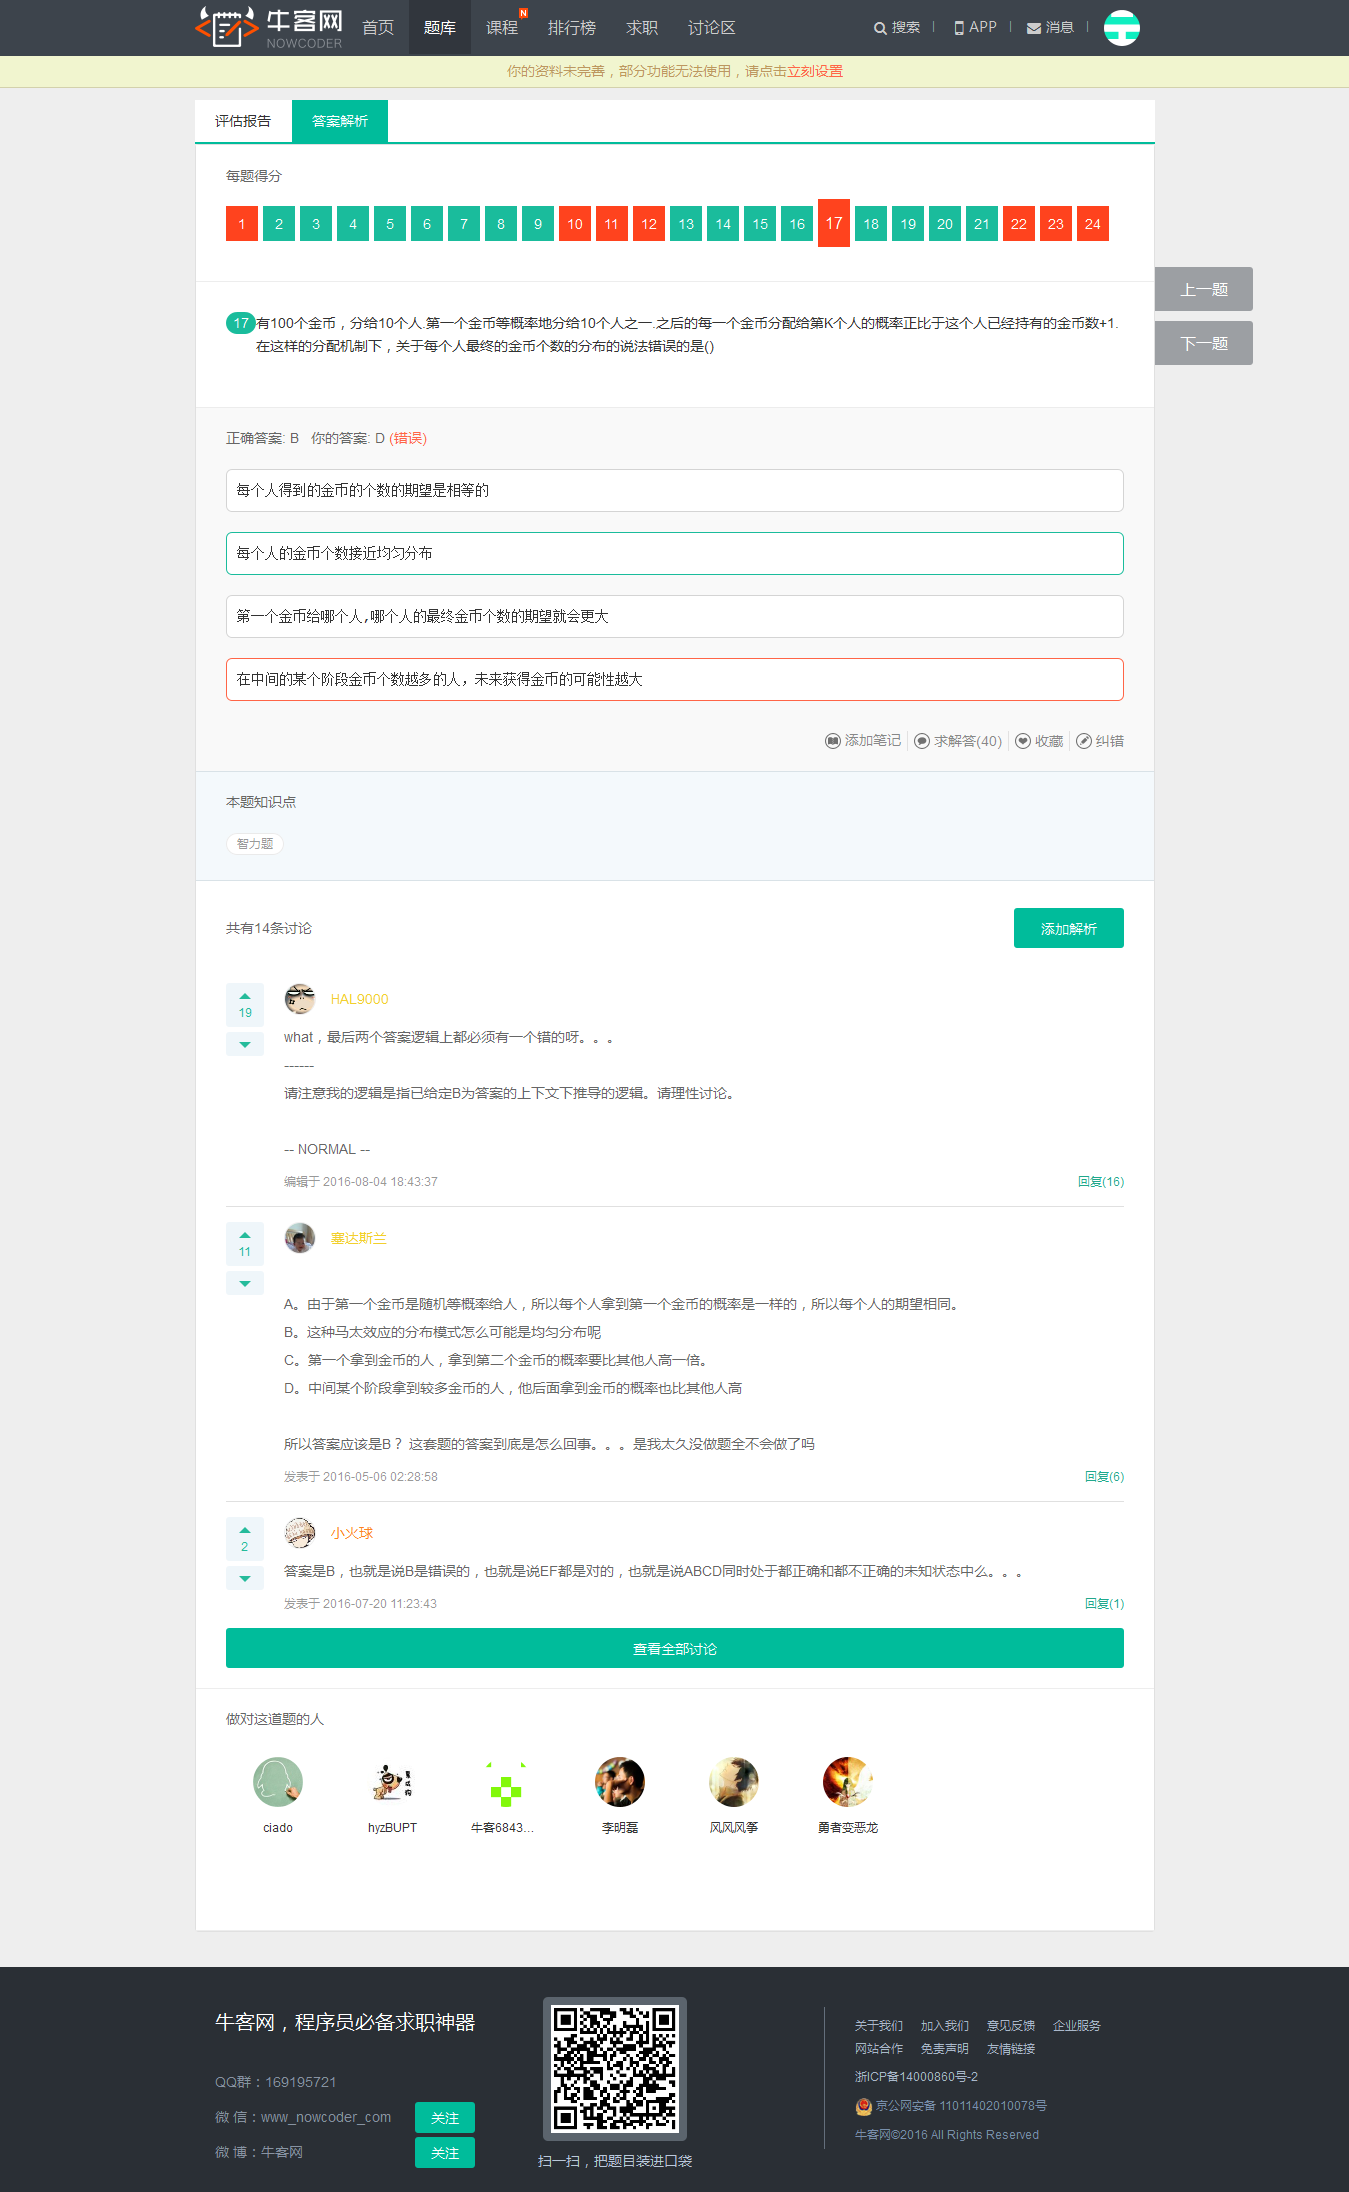 牛客网
NOWCODER
首页 题库 课程 N 排行榜 求职 讨论区 搜索 APP 消息
你的资料未完善，部分功能无法使用，请点击立刻设置
评估报告 答案解析
每题得分
1 2 3 4 5 6 7 8 9 10 11 12 13 14 15 16 17 18 19 20 21 22 23 24
上一题
下一题
17 有100个金币，分给10个人.第一个金币等概率地分给10个人之一.之后的每一个金币分配给第K个人的概率正比于这个人已经持有的金币数+1.
在这样的分配机制下，关于每个人最终的金币个数的分布的说法错误的是()
正确答案: B 你的答案: D (错误)
每个人得到的金币的个数的期望是相等的
每个人的金币个数接近均匀分布
第一个金币给哪个人,哪个人的最终金币个数的期望就会更大
在中间的某个阶段金币个数越多的人，未来获得金币的可能性越大
添加笔记 求解答(40) 收藏 纠错
本题知识点
智力题
共有14条讨论
添加解析
19
HAL9000
what，最后两个答案逻辑上都必须有一个错的呀。。。
------
请注意我的逻辑是指已给定B为答案的上下文下推导的逻辑。请理性讨论。
-- NORMAL --
编辑于 2016-08-04 18:43:37 回复(16)
11
塞达斯兰
A。由于第一个金币是随机等概率给人，所以每个人拿到第一个金币的概率是一样的，所以每个人的期望相同。
B。这种马太效应的分布模式怎么可能是均匀分布呢
C。第一个拿到金币的人，拿到第二个金币的概率要比其他人高一倍。
D。中间某个阶段拿到较多金币的人，他后面拿到金币的概率也比其他人高
所以答案应该是B？ 这套题的答案到底是怎么回事。。。是我太久没做题全不会做了吗
发表于 2016-05-06 02:28:58 回复(6)
2
小火球
答案是B，也就是说B是错误的，也就是说EF都是对的，也就是说ABCD同时处于都正确和都不正确的未知状态中么。。。
发表于 2016-07-20 11:23:43 回复(1)
查看全部讨论
做对这道题的人
ciado hyzBUPT 牛客6843... 李明磊 风风风筝 勇者变恶龙
牛客网，程序员必备求职神器
QQ群：169195721
微 信：www_nowcoder_com 关注
微 博：牛客网 关注
扫一扫，把题目装进口袋
关于我们 加入我们 意见反馈 企业服务
网站合作 免责声明 友情链接
浙ICP备14000860号-2
京公网安备 11011402010078号
牛客网©2016 All Rights Reserved